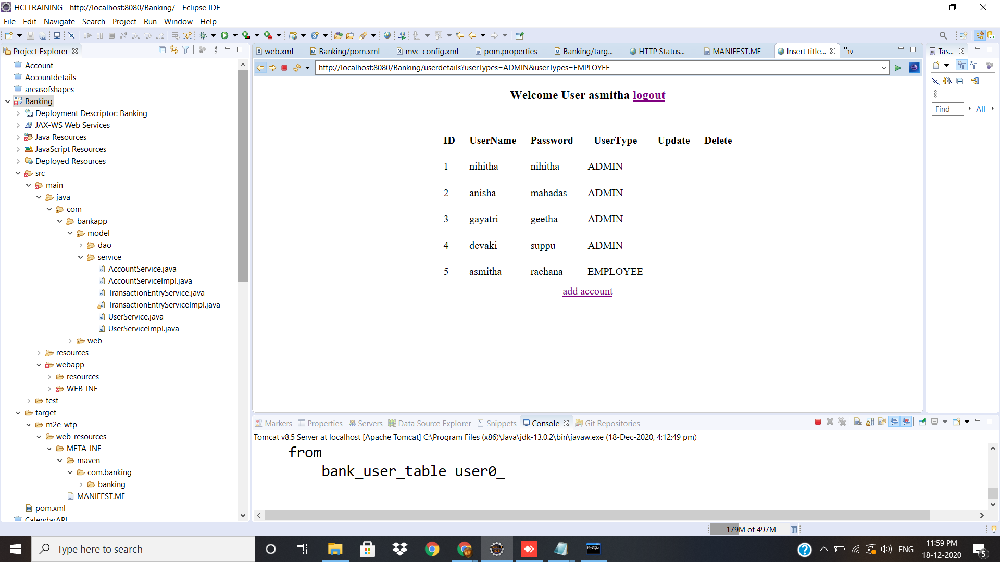 HCLTRAINING - http://localhost:8080/Banking/ - Eclipse IDE
File Edit Navigate Search Project Run Window Help
Project Explorer
Account
Accountdetails
areasofshapes
Banking
Deployment Descriptor: Banking
JAX-WS Web Services
Java Resources
JavaScript Resources
Deployed Resources
src
main
java
com
bankapp
model
dao
service
AccountService.java
AccountServiceImpl.java
TransactionEntryService.java
TransactionEntryServiceImpl.java
UserService.java
UserServiceImpl.java
web
resources
webapp
resources
WEB-INF
test
target
m2e-wtp
web-resources
META-INF
maven
com.banking
banking
MANIFEST.MF
pom.xml
CalendarAPI
web.xml Banking/pom.xml mvc-config.xml pom.properties Banking/targ... HTTP Status... MANIFEST.MF Insert title... »10
http://localhost:8080/Banking/userdetails?userTypes=ADMIN&userTypes=EMPLOYEE
Welcome User asmitha logout
ID UserName Password UserType Update Delete
1 nihitha nihitha ADMIN
2 anisha mahadas ADMIN
3 gayatri geetha ADMIN
4 devaki suppu ADMIN
5 asmitha rachana EMPLOYEE
add account
Tas...
Find All
Markers Properties Servers Data Source Explorer Snippets Console Git Repositories
Tomcat v8.5 Server at localhost [Apache Tomcat] C:\Program Files (x86)\Java\jdk-13.0.2\bin\javaw.exe (18-Dec-2020, 4:12:49 pm)
from
bank_user_table user0_
179M of 497M
Type here to search
MySQL
ENG
11:59 PM
18-12-2020
5